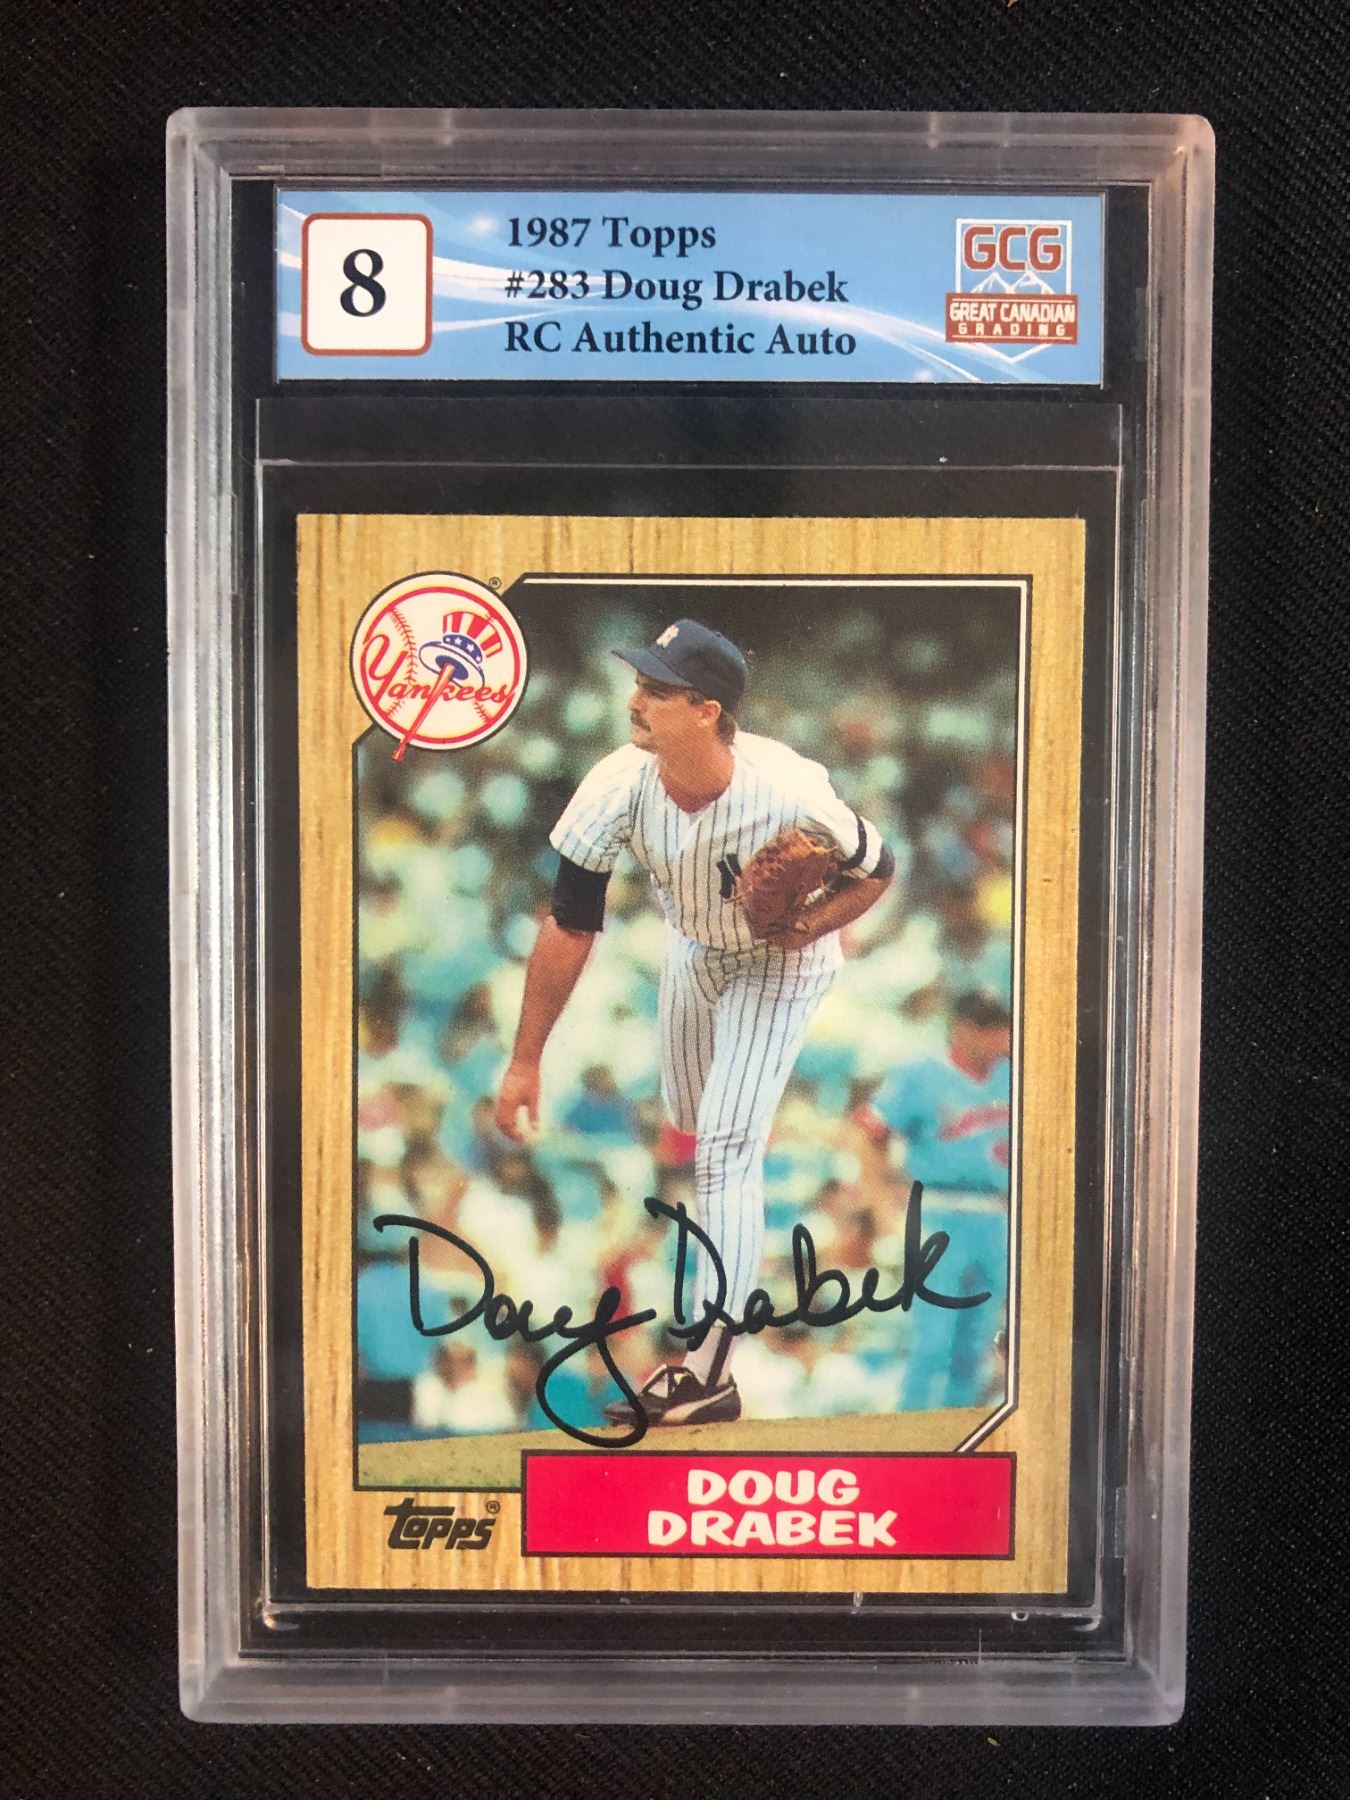 8
1987 Topps
#283 Doug Drabek
RC Authentic Auto
GCG
GREAT CANADIAN
GRADING
Yankees
®
NY
Doug Drabek
topps®
DOUG
DRABEK